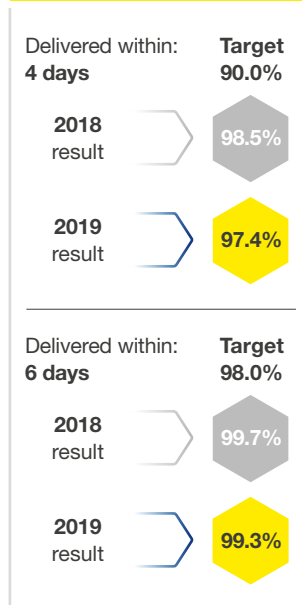 Delivered within: Target
4 days 90.0%
2018
result 98.5%
2019
result 97.4%
Delivered within: Target
6 days 98.0%
2018
result 99.7%
2019
result 99.3%